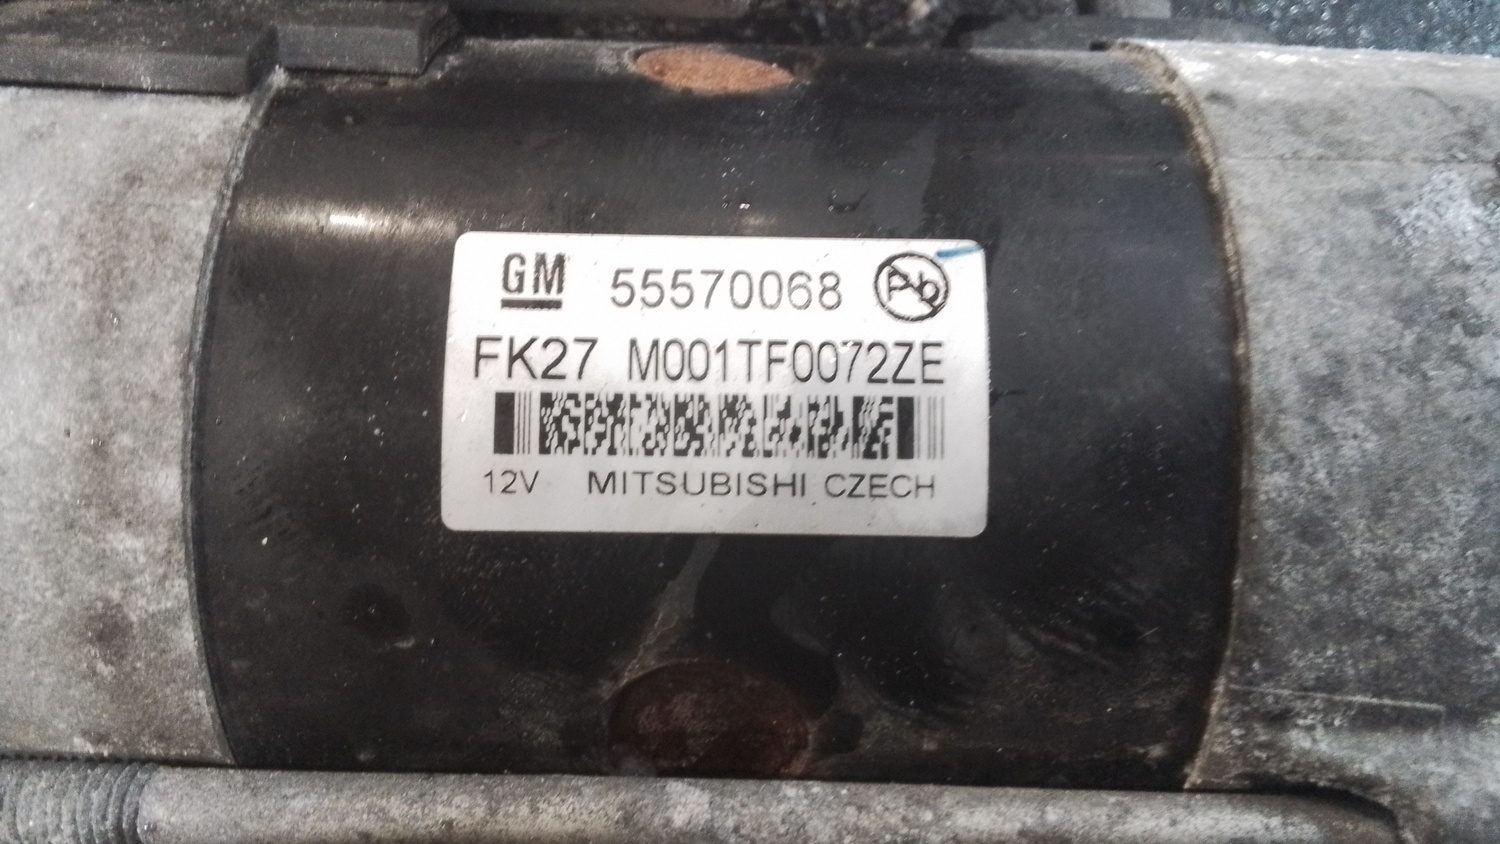 GM 55570068 Pb
FK27 M001TF0072ZE
12V MITSUBISHI CZECH